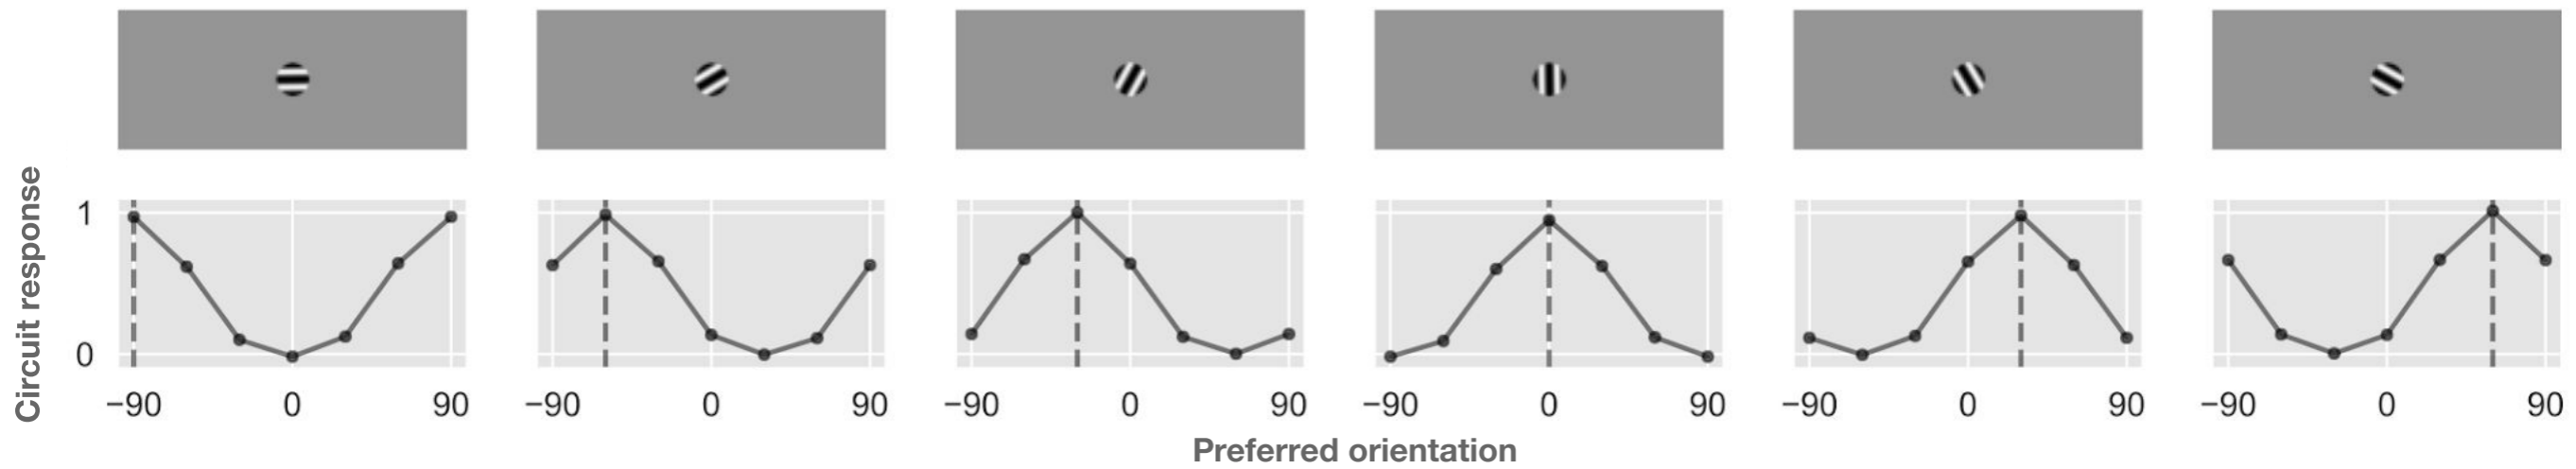 Circuit response
1
0
−90 0 90 −90 0 90 −90 0 90 −90 0 90 −90 0 90 −90 0 90
Preferred orientation